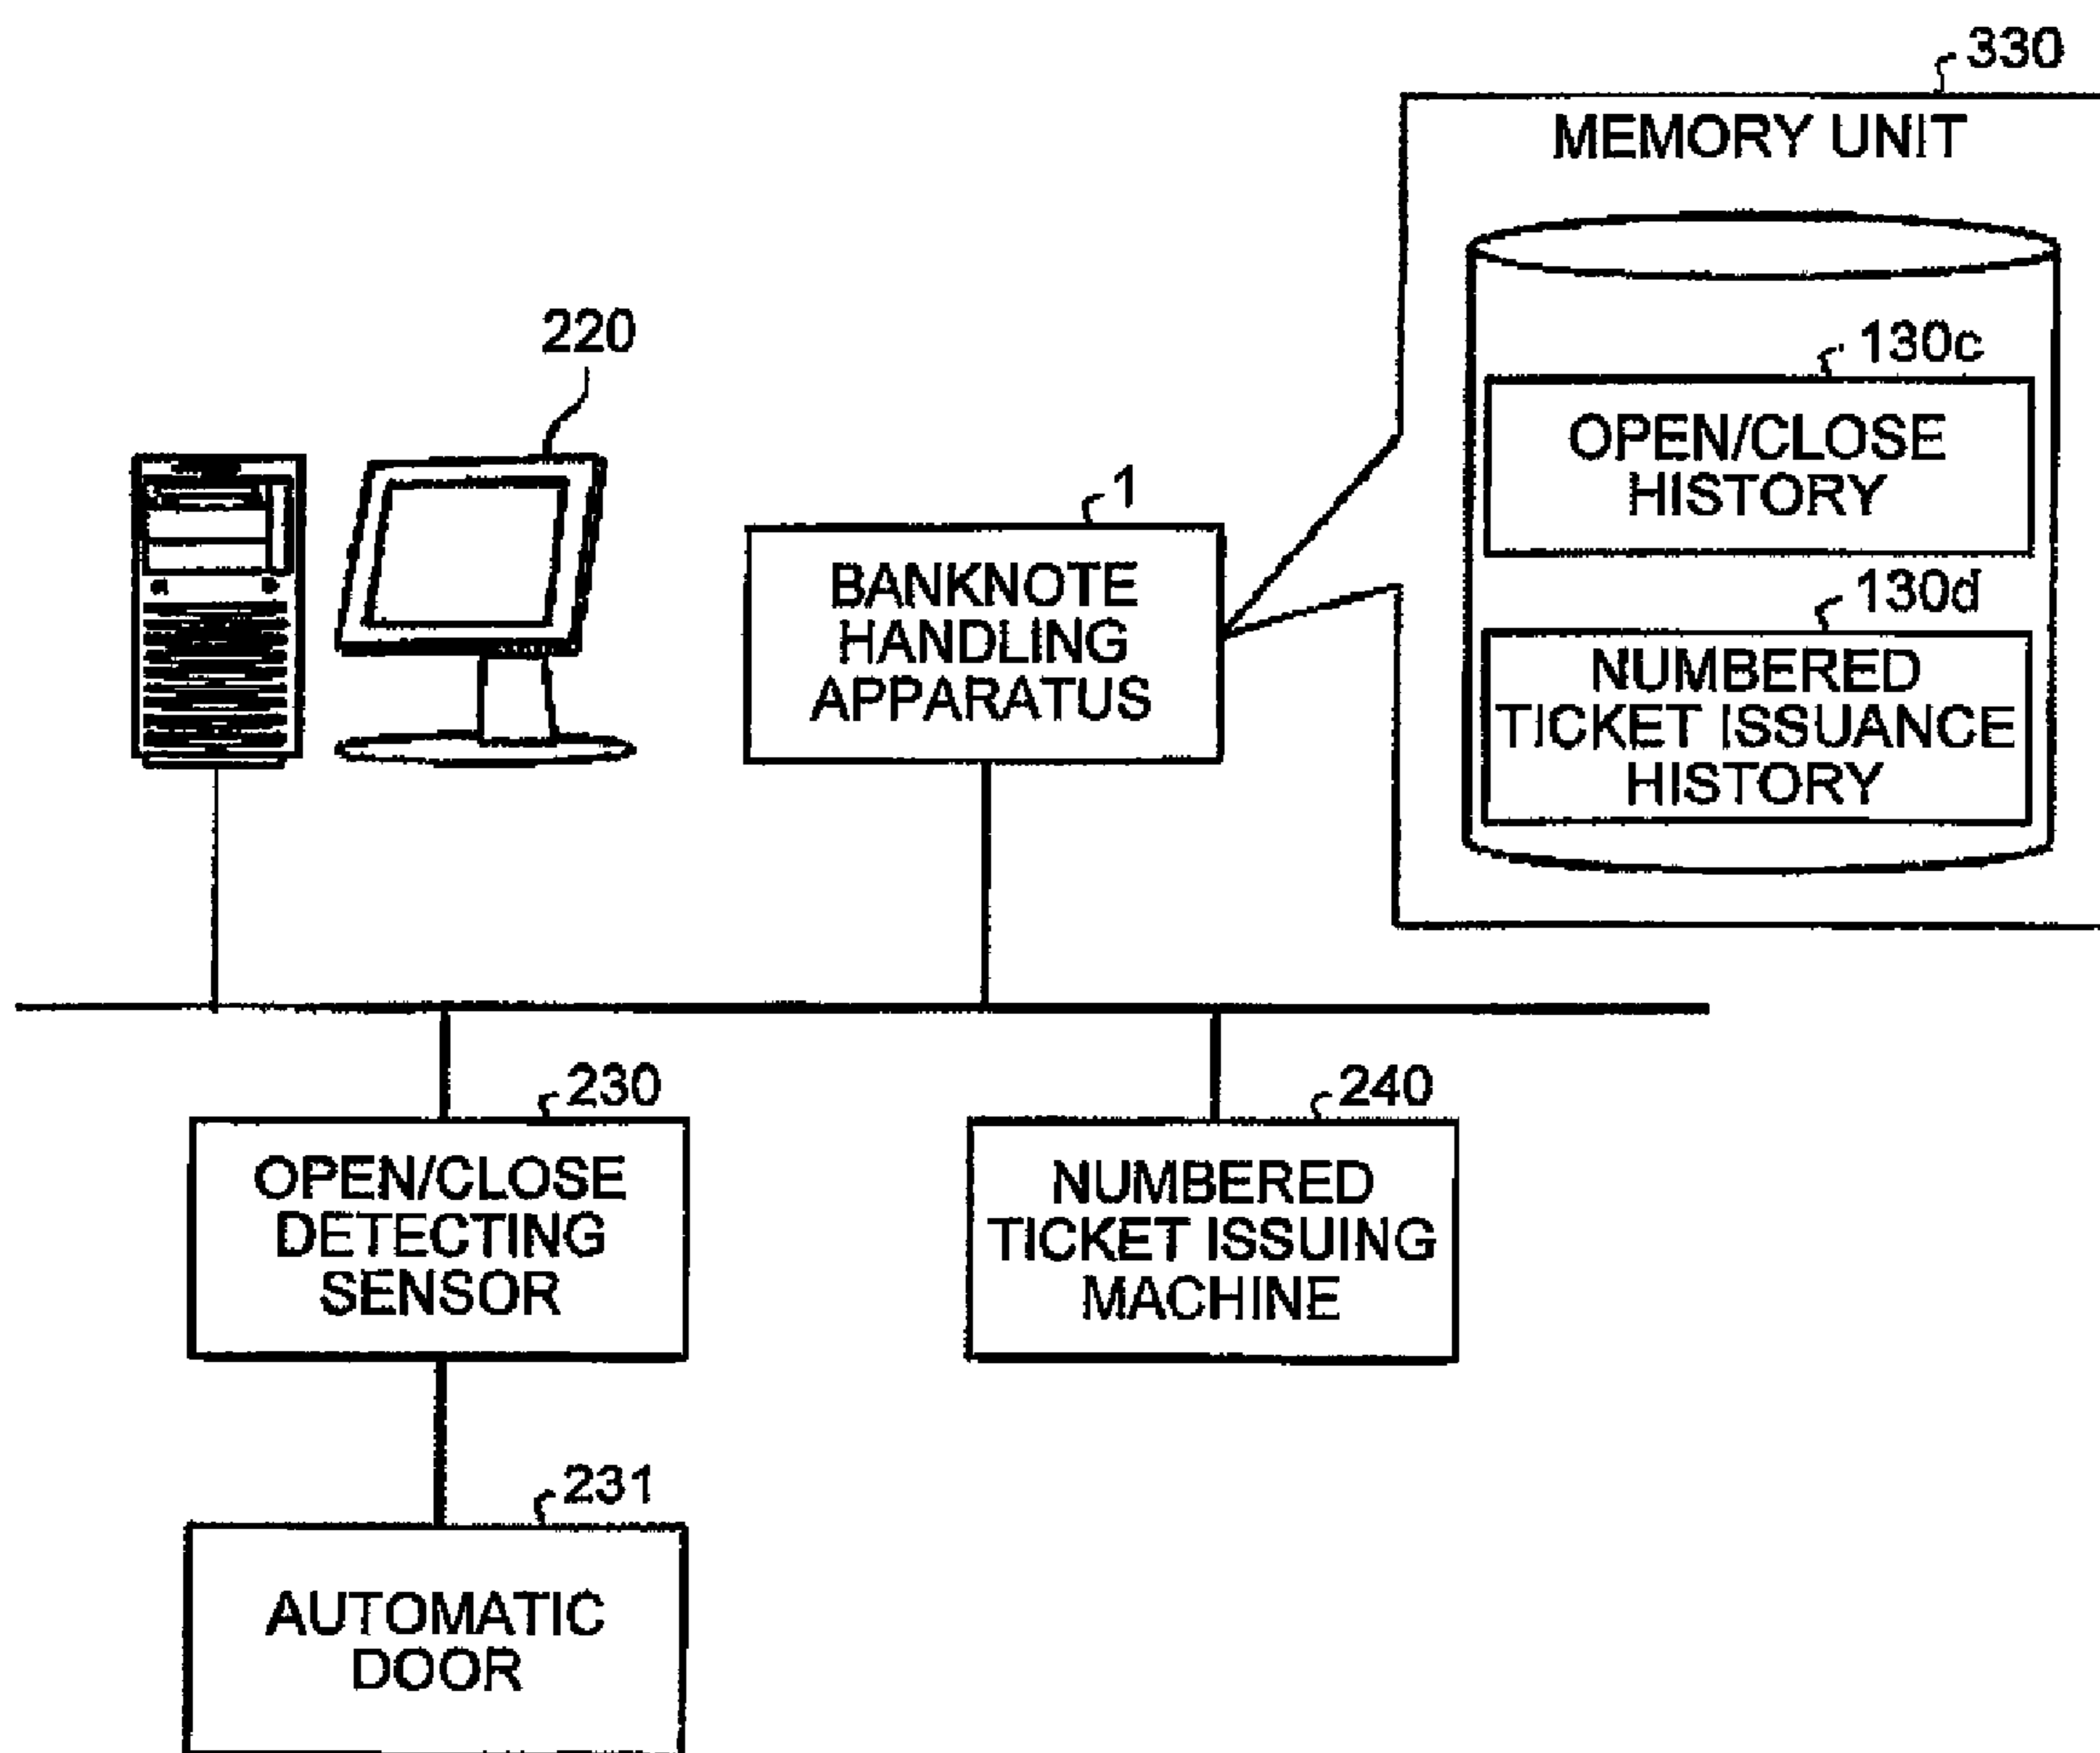 330
MEMORY UNIT
220
130c
OPEN/CLOSE
HISTORY
1
BANKNOTE
HANDLING
APPARATUS
130d
NUMBERED
TICKET ISSUANCE
HISTORY
230
OPEN/CLOSE
DETECTING
SENSOR
240
NUMBERED
TICKET ISSUING
MACHINE
231
AUTOMATIC
DOOR